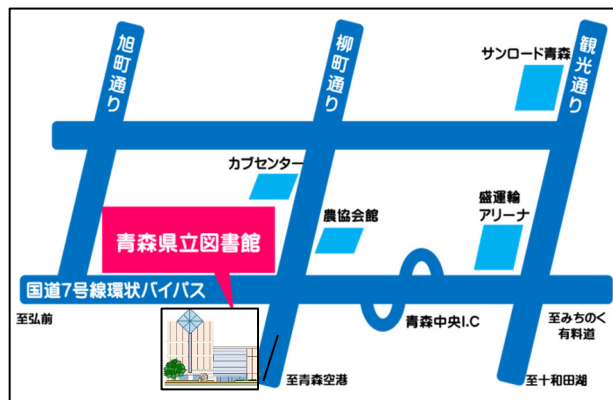 旭町通り
柳町通り
観光通り
サンロード青森
カブセンター
農協会館
盛運輸
アリーナ
青森県立図書館
国道7号線環状バイパス
至弘前
青森中央I.C
至みちのく
有料道
至青森空港
至十和田湖